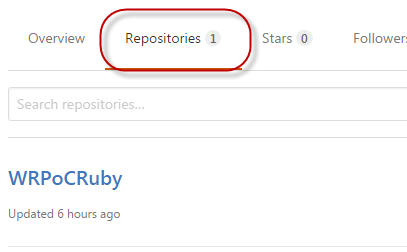 Overview Repositories 1 Stars 0 Followers
Search repositories...
WRPoCRuby
Updated 6 hours ago